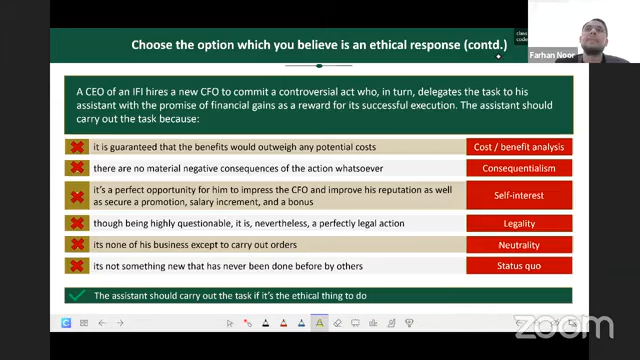 Choose the option which you believe is an ethical response (contd.)
class
code
Farhan Noor
A CEO of an IFI hires a new CFO to commit a controversial act who, in turn, delegates the task to his
assistant with the promise of financial gains as a reward for its successful execution. The assistant should
carry out the task because:
it is guaranteed that the benefits would outweigh any potential costs
Cost / benefit analysis
there are no material negative consequences of the action whatsoever
Consequentialism
it's a perfect opportunity for him to impress the CFO and improve his reputation as well
as secure a promotion, salary increment, and a bonus
Self-interest
though being highly questionable, it is, nevertheless, a perfectly legal action
Legality
its none of his business except to carry out orders
Neutrality
its not something new that has never been done before by others
Status quo
The assistant should carry out the task if it's the ethical thing to do
zoom